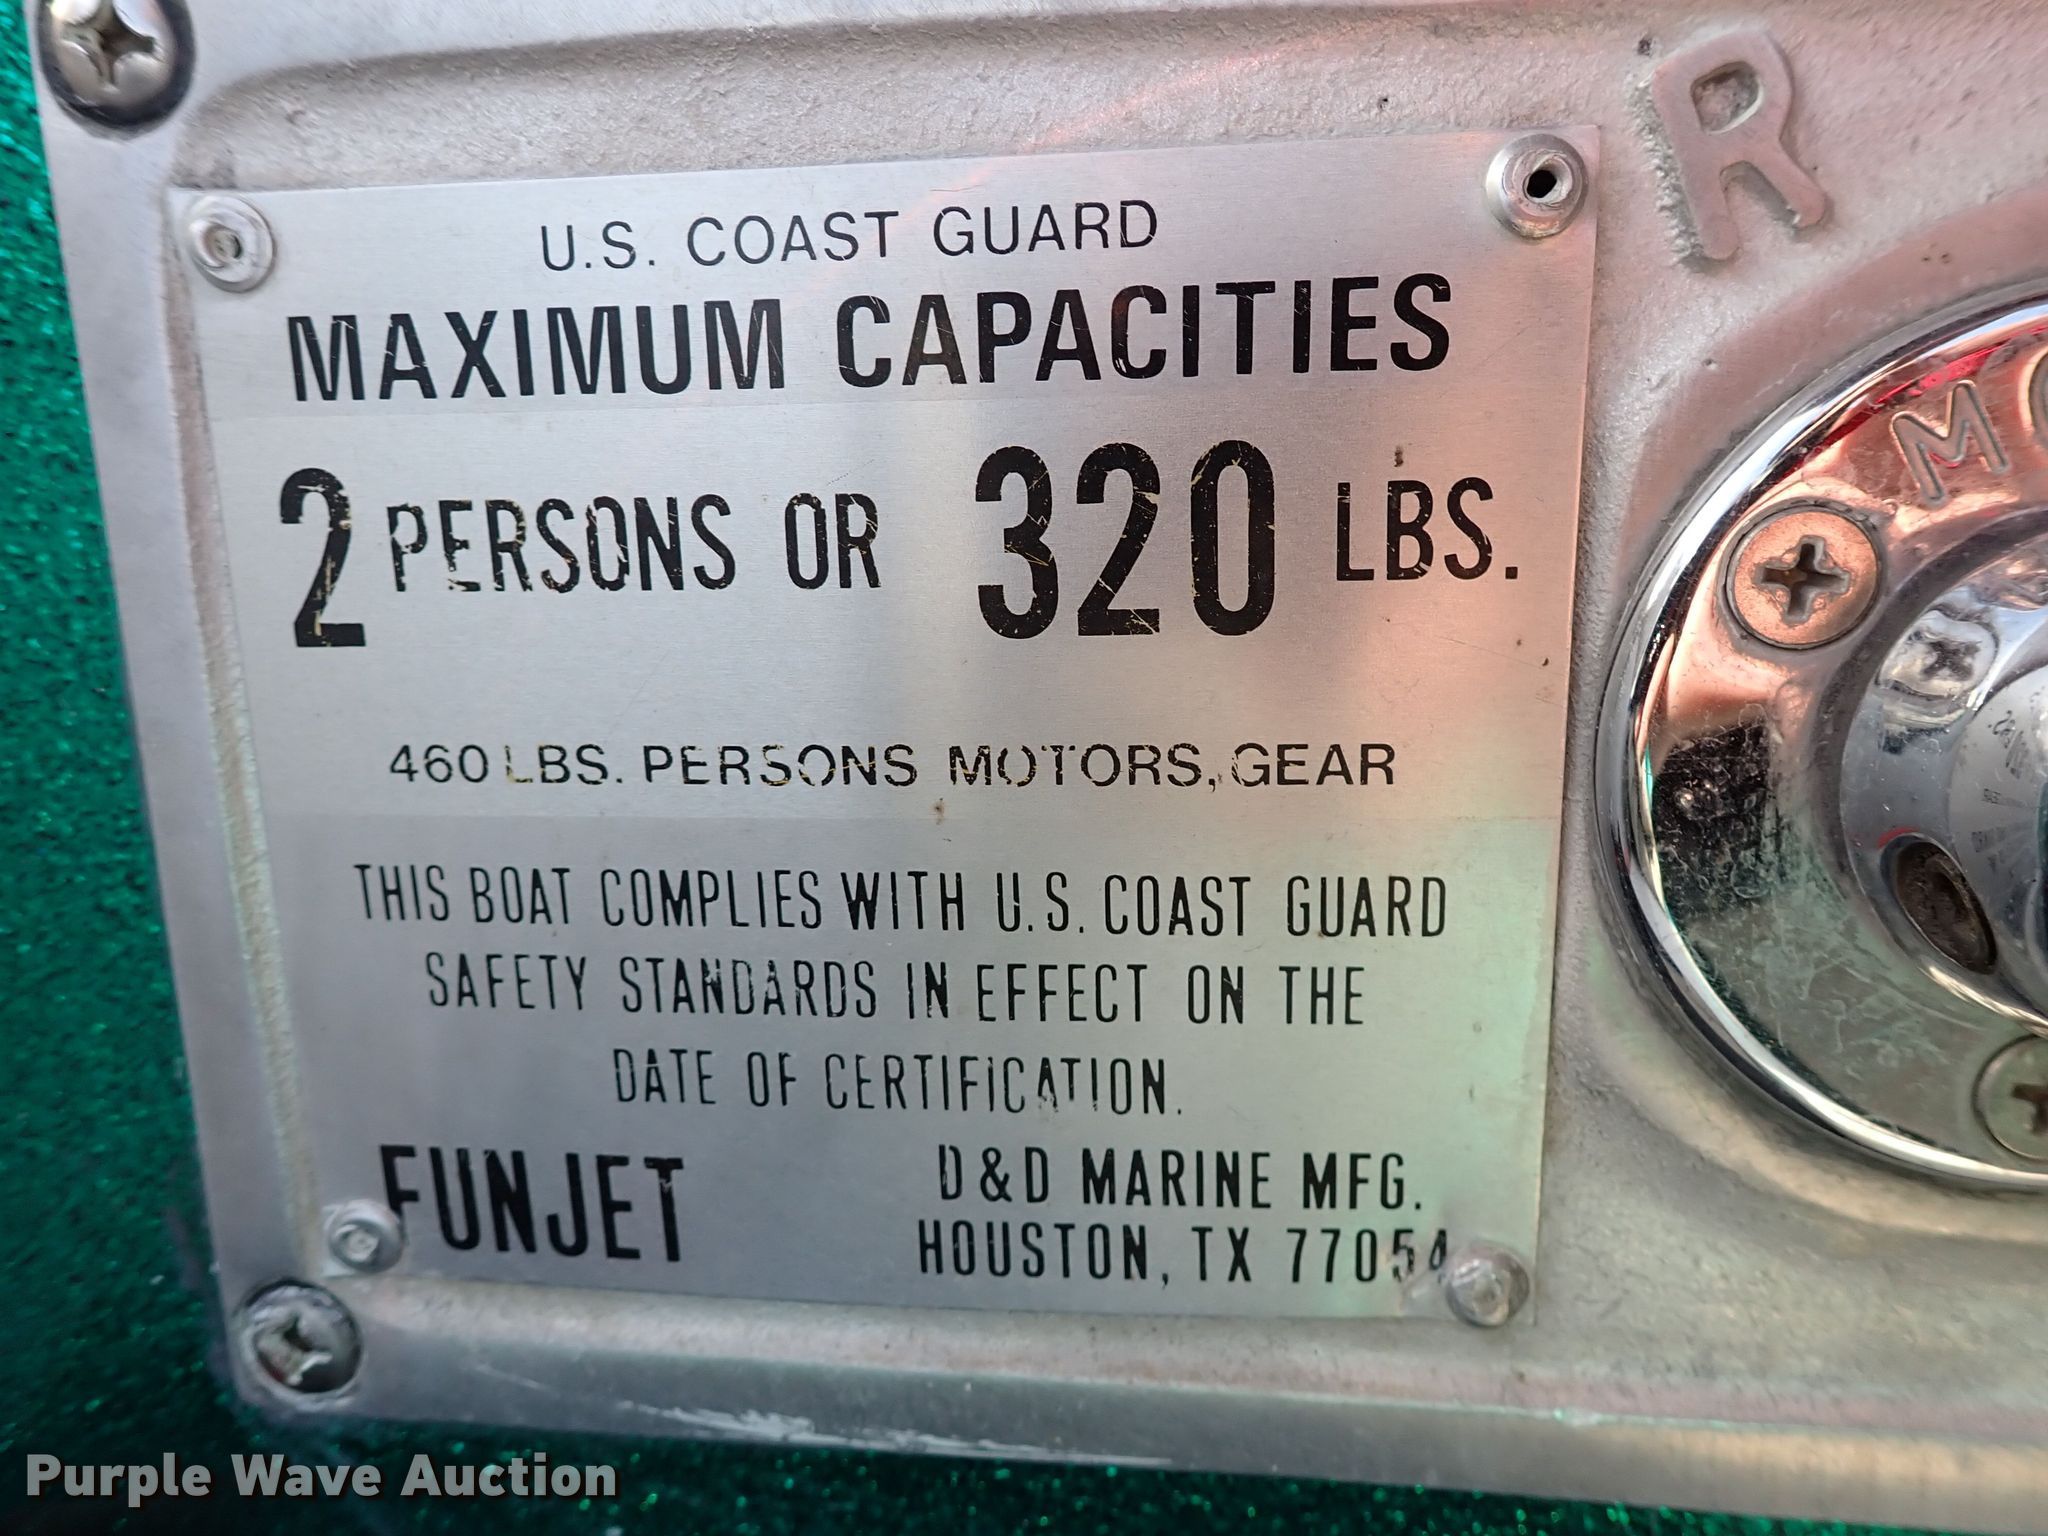 U.S. COAST GUARD
MAXIMUM CAPACITIES
2 PERSONS OR 320 LBS.
460 LBS. PERSONS MOTORS, GEAR
THIS BOAT COMPLIES WITH U.S. COAST GUARD
SAFETY STANDARDS IN EFFECT ON THE
DATE OF CERTIFICATION.
FUNJET
D&D MARINE MFG.
HOUSTON, TX 77054
R
Purple Wave Auction